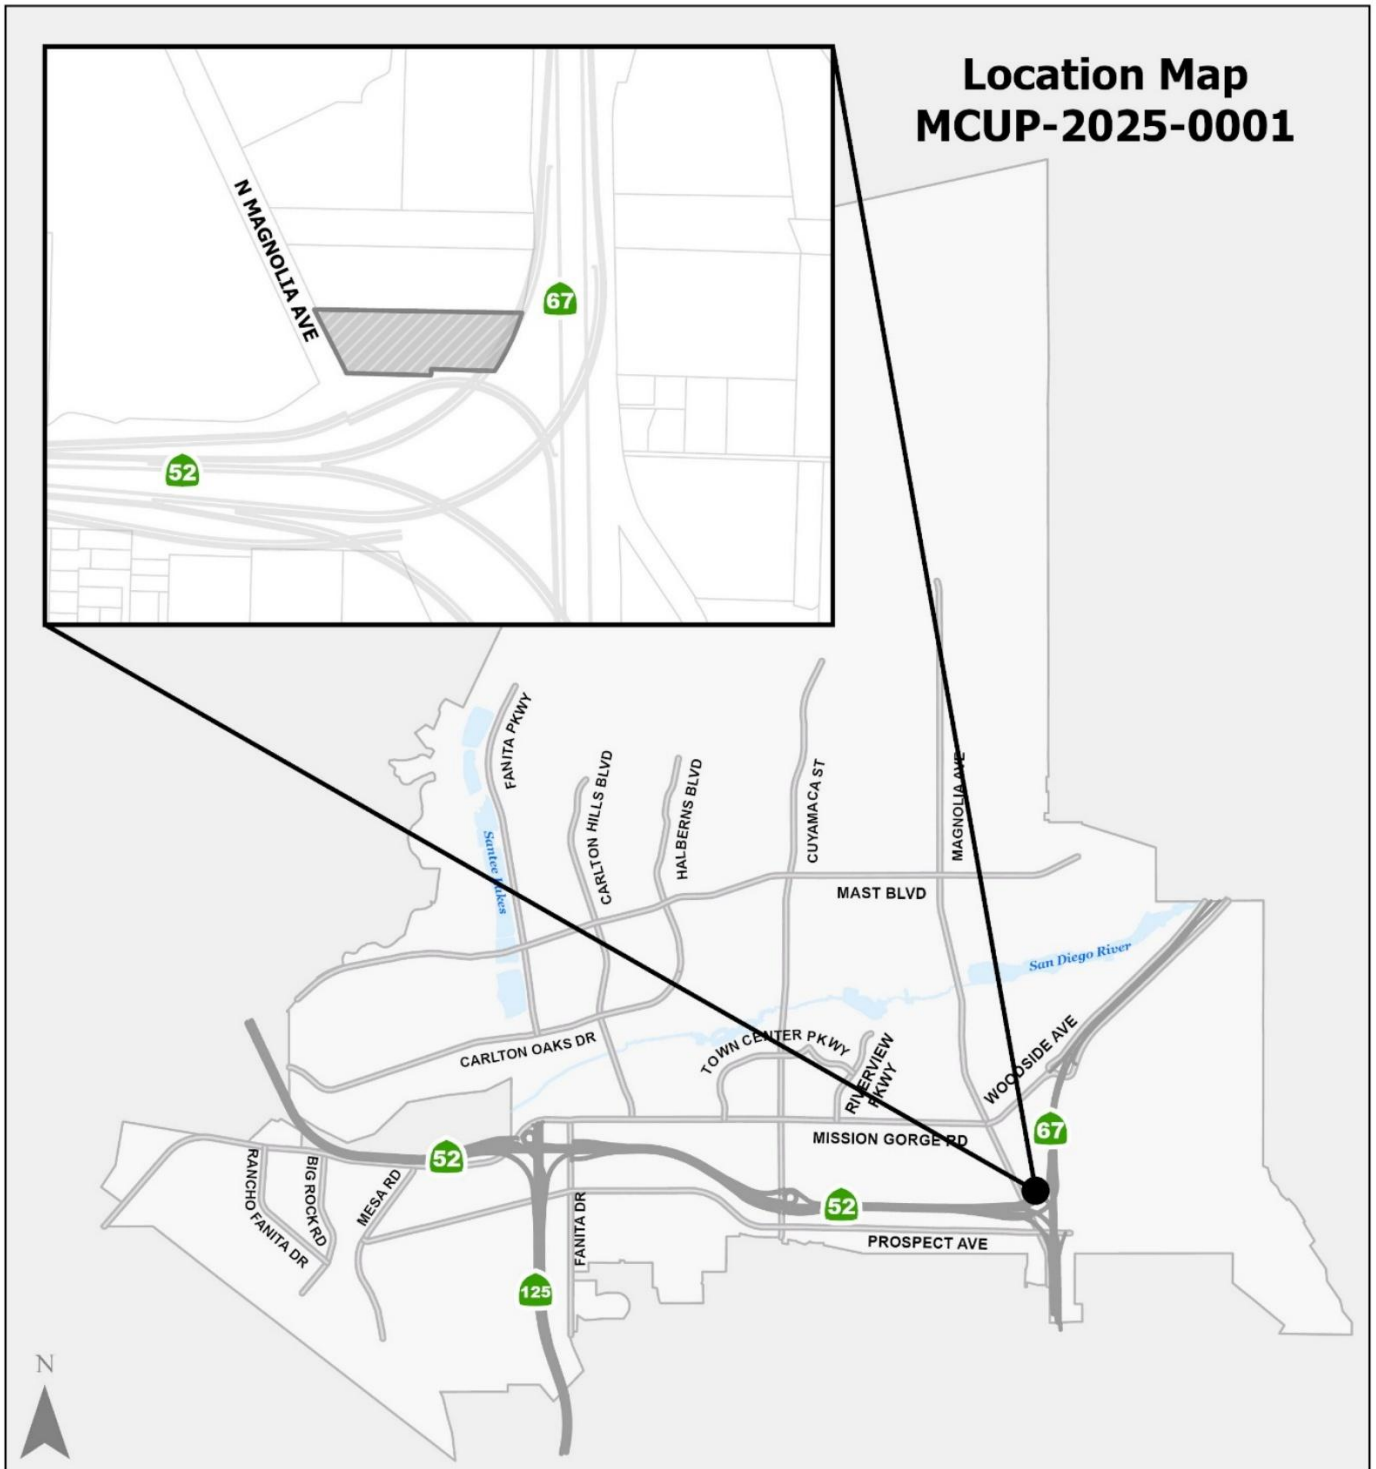 Location Map
MCUP-2025-0001
N MAGNOLIA AVE
67
52
FANITA PKWY
CARLTON HILLS BLVD
HALBERNS BLVD
CUYAMACA ST
MAGNOLIA AVE
Santee Lakes
MAST BLVD
San Diego River
CARLTON OAKS DR
TOWN CENTER PKWY
RIVERVIEW
PKWY
WOODSIDE AVE
MISSION GORGE RD
67
52
52
RANCHO FANITA DR
BIG ROCK RD
MESA RD
FANITA DR
PROSPECT AVE
125
N